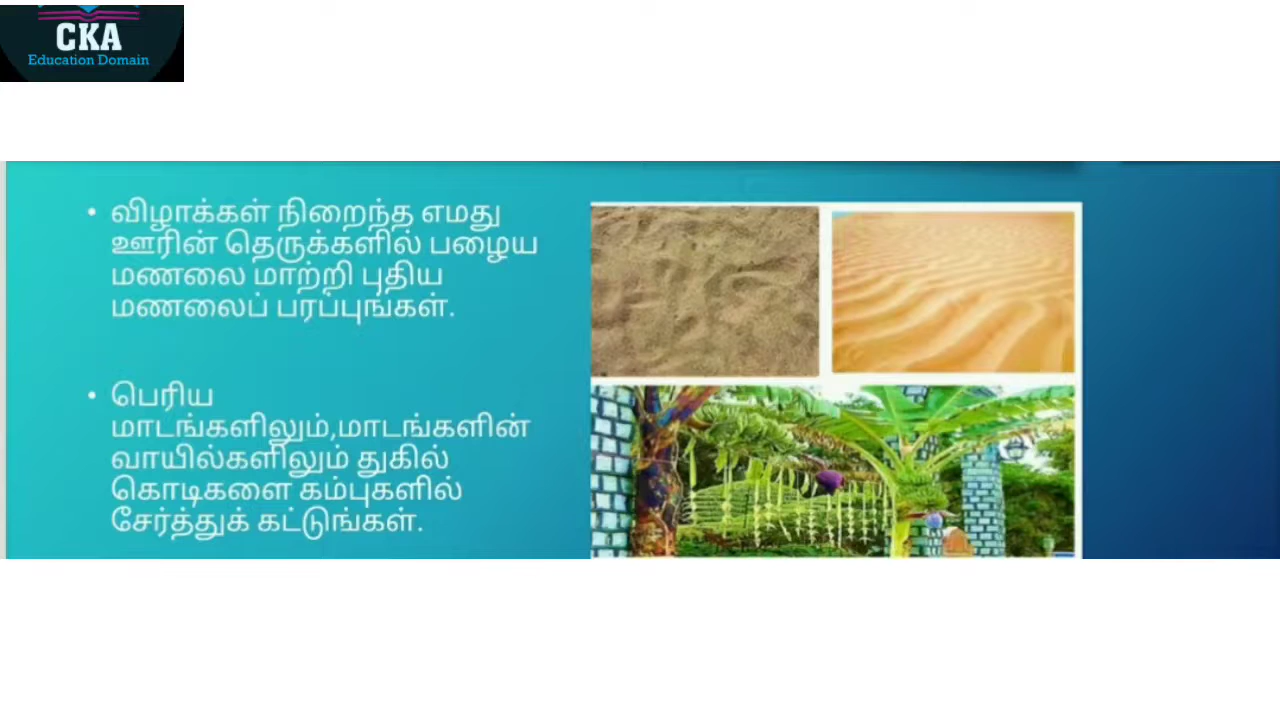 CKA
Education Domain
• விழாக்கள் நிறைந்த எமது
ஊரின் தெருக்களில் பழைய
மணலை மாற்றி புதிய
மணலைப் பரப்புங்கள்.
• பெரிய
மாடங்களிலும்,மாடங்களின்
வாயில்களிலும் துகில்
கொடிகளை கம்புகளில்
சேர்த்துக் கட்டுங்கள்.